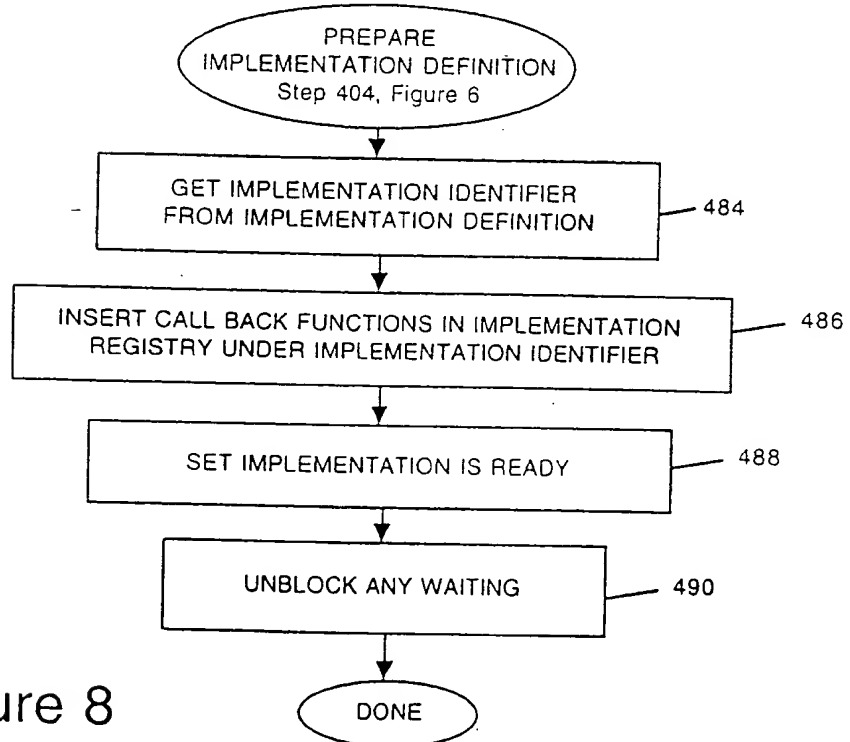 PREPARE
IMPLEMENTATION DEFINITION
Step 404, Figure 6
GET IMPLEMENTATION IDENTIFIER
FROM IMPLEMENTATION DEFINITION
484
INSERT CALL BACK FUNCTIONS IN IMPLEMENTATION
REGISTRY UNDER IMPLEMENTATION IDENTIFIER
486
SET IMPLEMENTATION IS READY
488
UNBLOCK ANY WAITING
490
DONE
ure 8